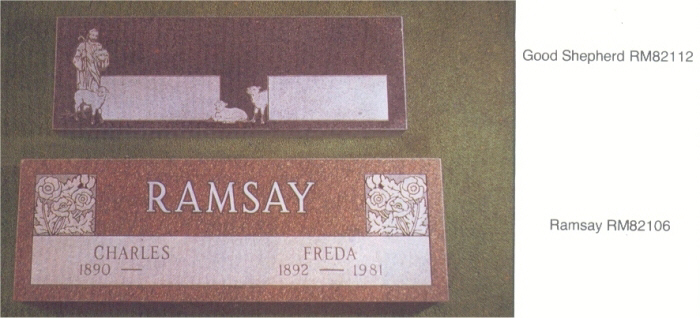 Good Shepherd RM82112
RAMSAY
Ramsay RM82106
CHARLES FREDA
1890 — 1892 — 1981